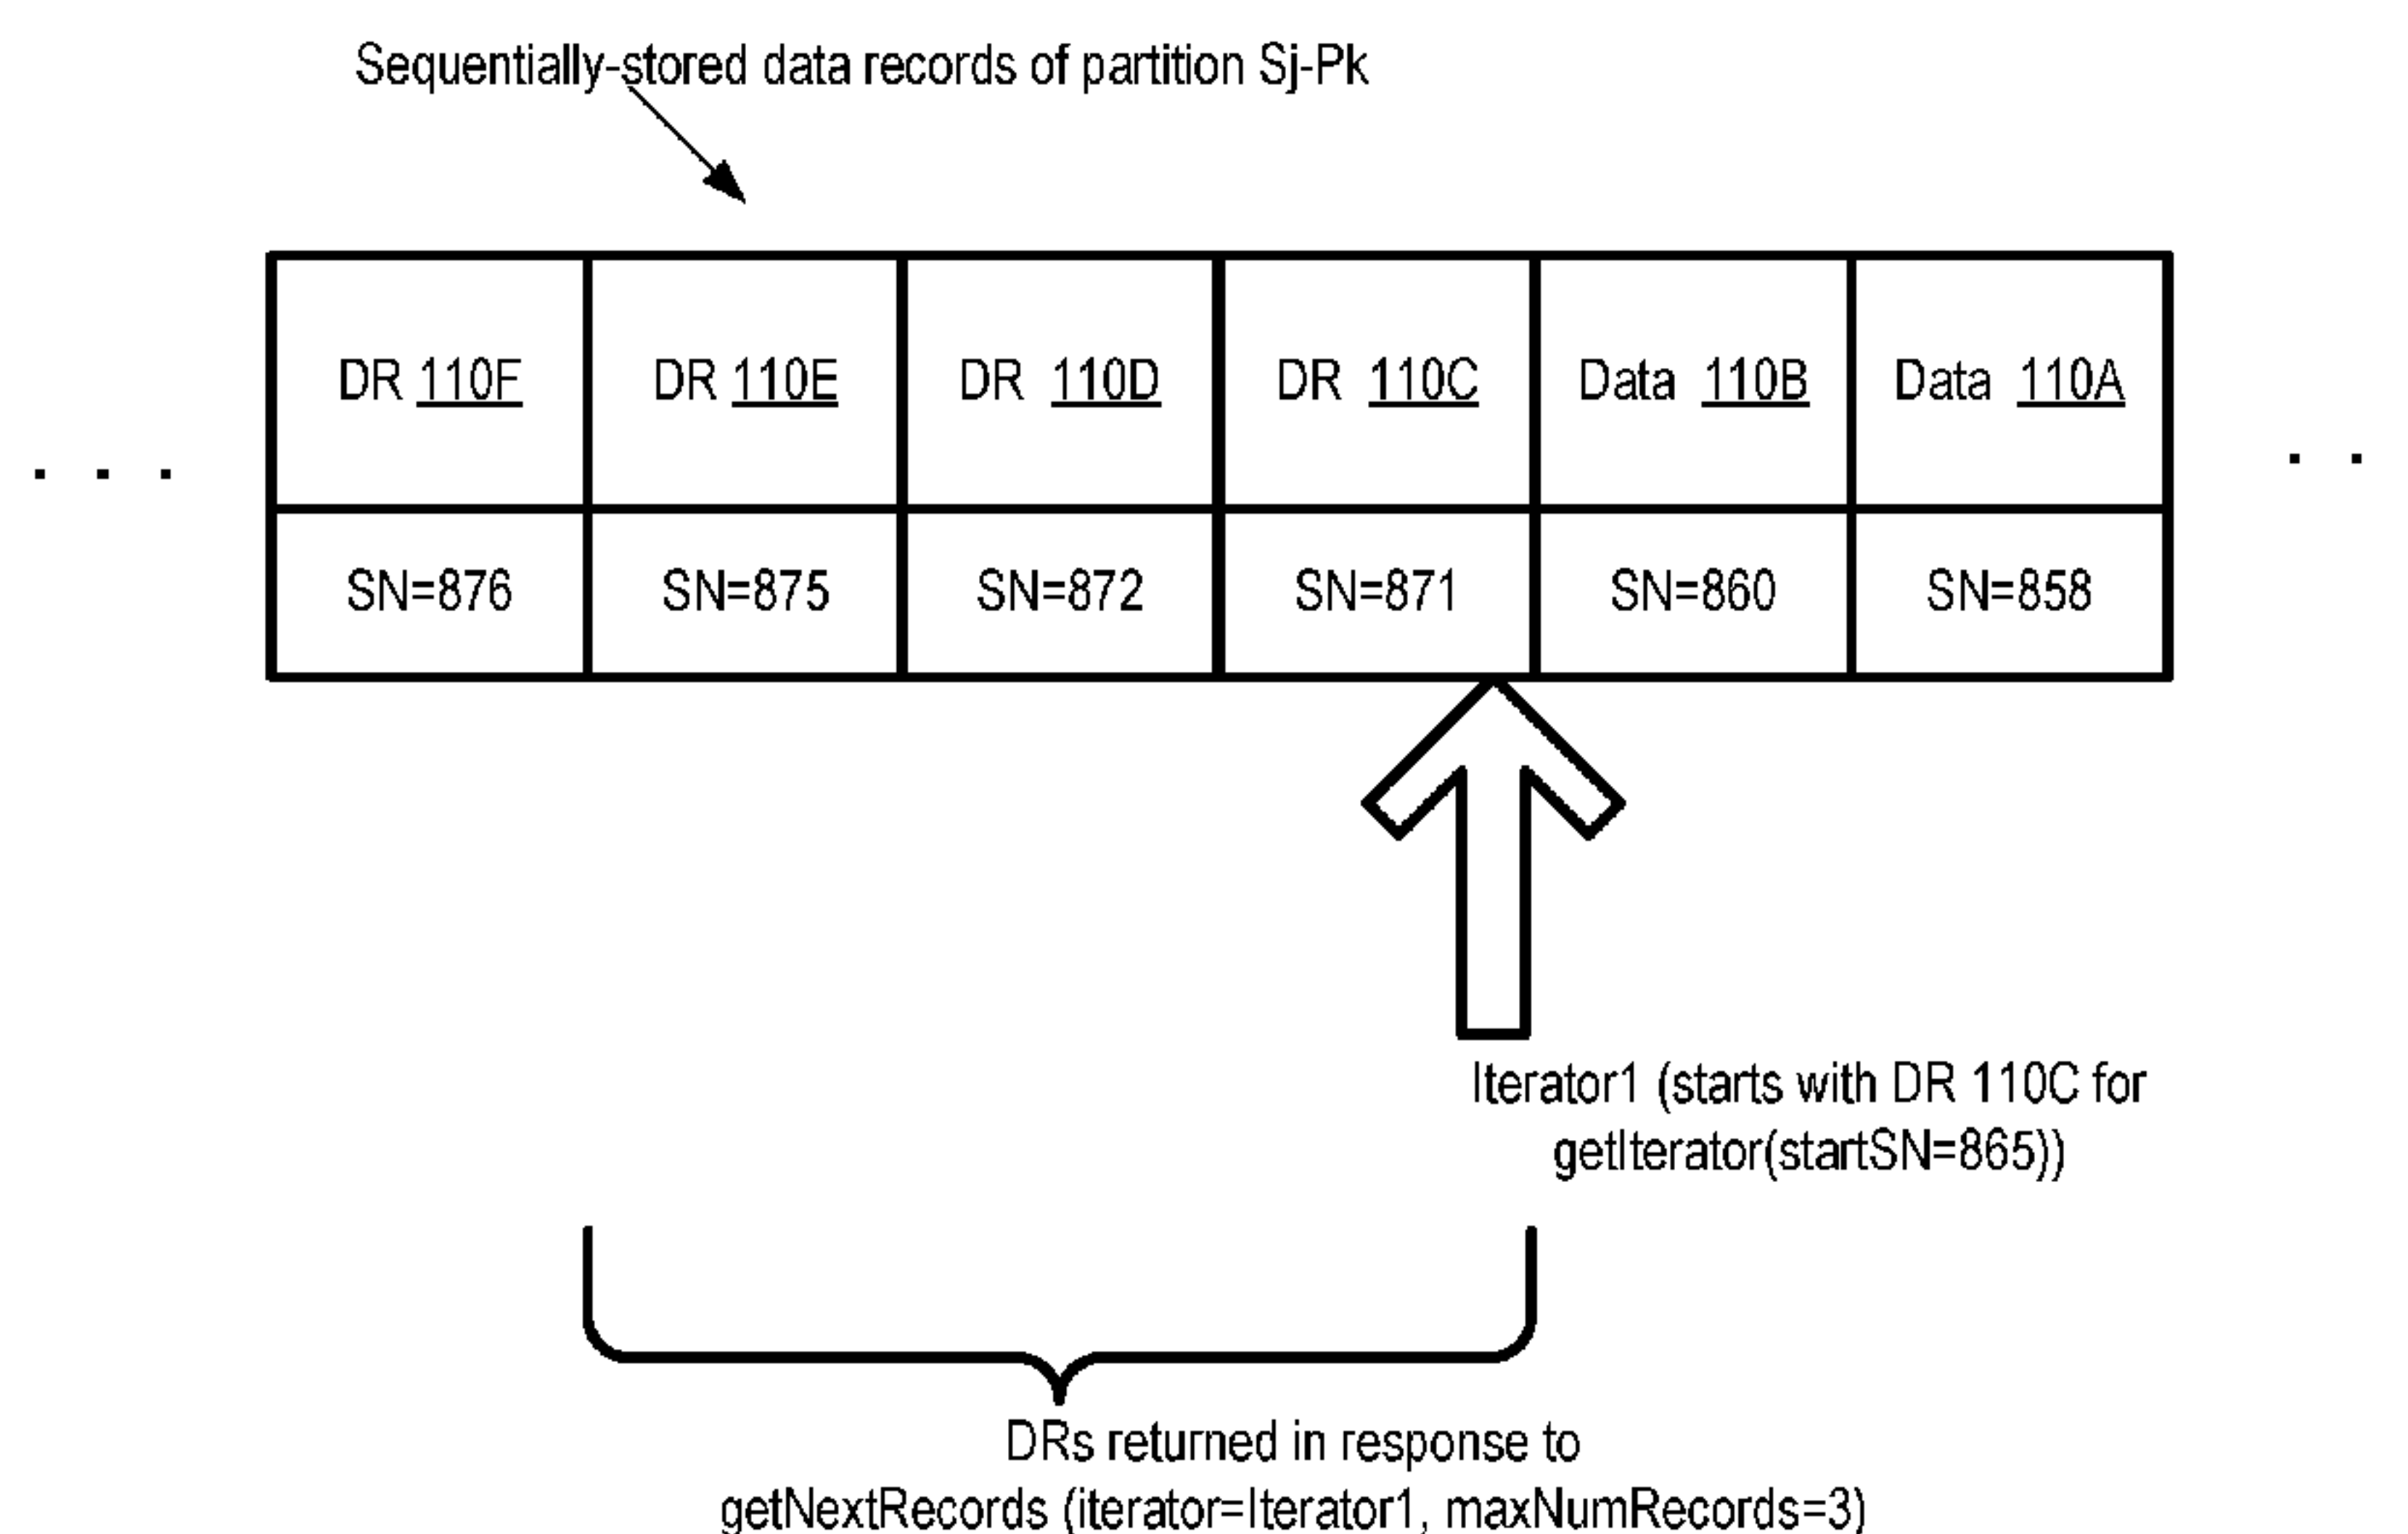 Sequentially-stored data records of partition Sj-Pk
DR 110F DR 110E DR 110D DR 110C Data 110B Data 110A
. . . . .
SN=876 SN=875 SN=872 SN=871 SN=860 SN=858
Iterator1 (starts with DR 110C for
getIterator(startSN=865))
DRs returned in response to
getNextRecords (iterator=Iterator1, maxNumRecords=3)